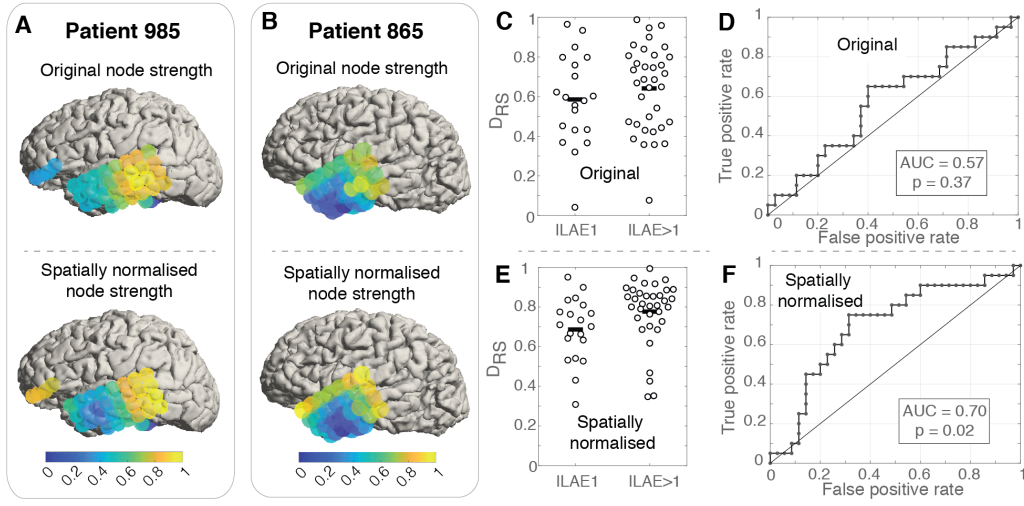 A
Patient 985
Original node strength
Spatially normalised
node strength
0 0.2 0.4 0.6 0.8 1
B
Patient 865
Original node strength
Spatially normalised
node strength
0 0.2 0.4 0.6 0.8 1
C
1
0.8
0.6
0.4
0.2
0
DRS
Original
ILAE1 ILAE>1
D
1
0.8
0.6
0.4
0.2
0
True positive rate
Original
AUC = 0.57
p = 0.37
0 0.2 0.4 0.6 0.8 1
False positive rate
E
1
0.8
0.6
0.4
0.2
0
DRS
Spatially
normalised
ILAE1 ILAE>1
F
1
0.8
0.6
0.4
0.2
0
True positive rate
Spatially
normalised
AUC = 0.70
p = 0.02
0 0.2 0.4 0.6 0.8 1
False positive rate